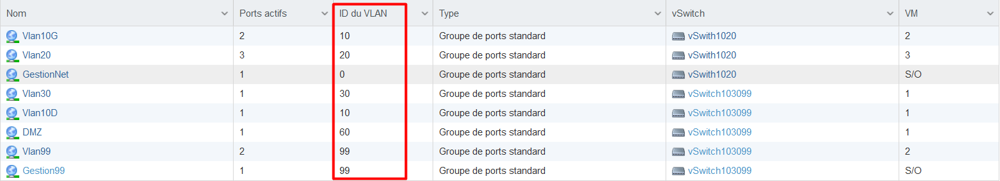 Nom Ports actifs ID du VLAN Type vSwitch VM
Vlan10G 2 10 Groupe de ports standard vSwith1020 2
Vlan20 3 20 Groupe de ports standard vSwith1020 3
GestionNet 1 0 Groupe de ports standard vSwith1020 S/O
Vlan30 1 30 Groupe de ports standard vSwitch103099 1
Vlan10D 1 10 Groupe de ports standard vSwitch103099 1
DMZ 1 60 Groupe de ports standard vSwitch103099 1
Vlan99 2 99 Groupe de ports standard vSwitch103099 2
Gestion99 1 99 Groupe de ports standard vSwitch103099 S/O